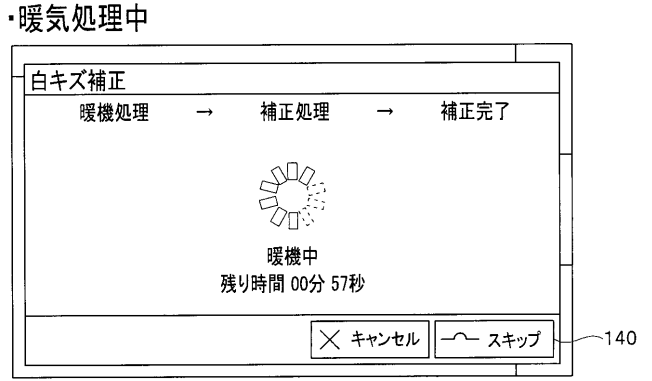 ・暖気処理中
白キズ補正
暖機処理 → 補正処理 → 補正完了
暖機中
残り時間 00分 57秒
キャンセル スキップ 140